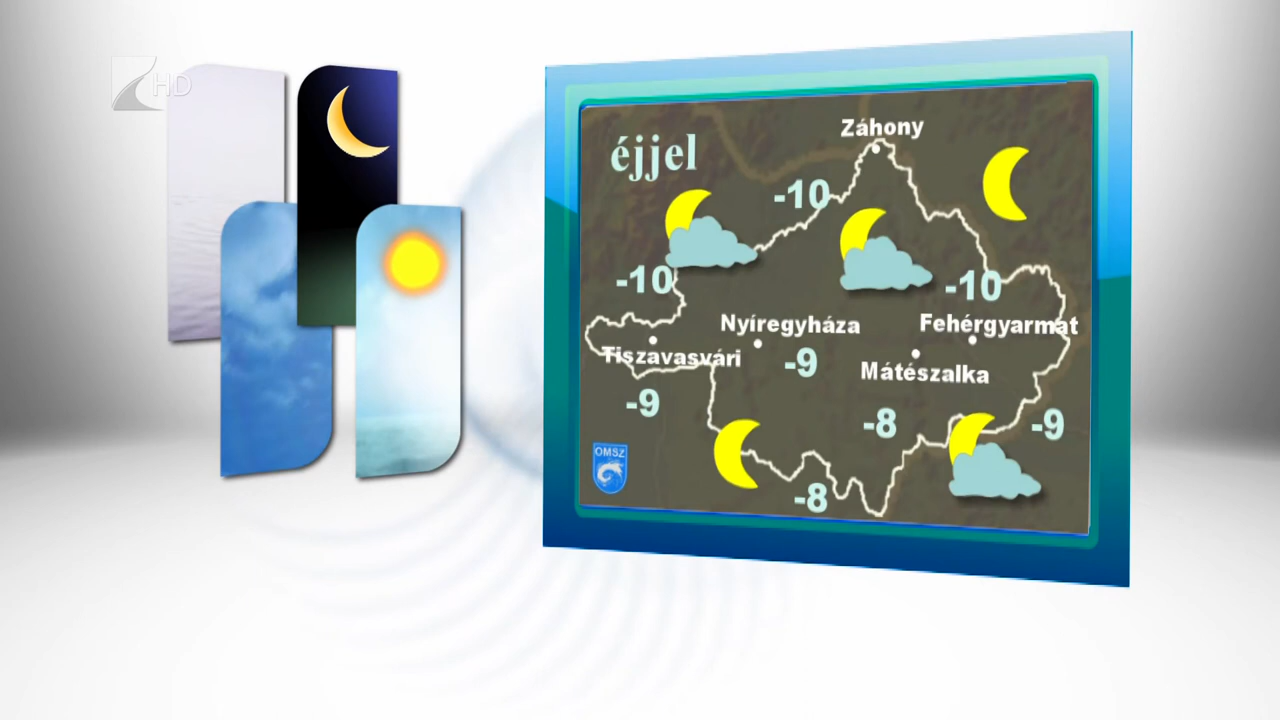 HD
éjjel
Záhony
-10
-10
-10
Nyíregyháza
Fehérgyarmat
Tiszavasvári
-9
Mátészalka
-9
-8
-9
OMSZ
-8